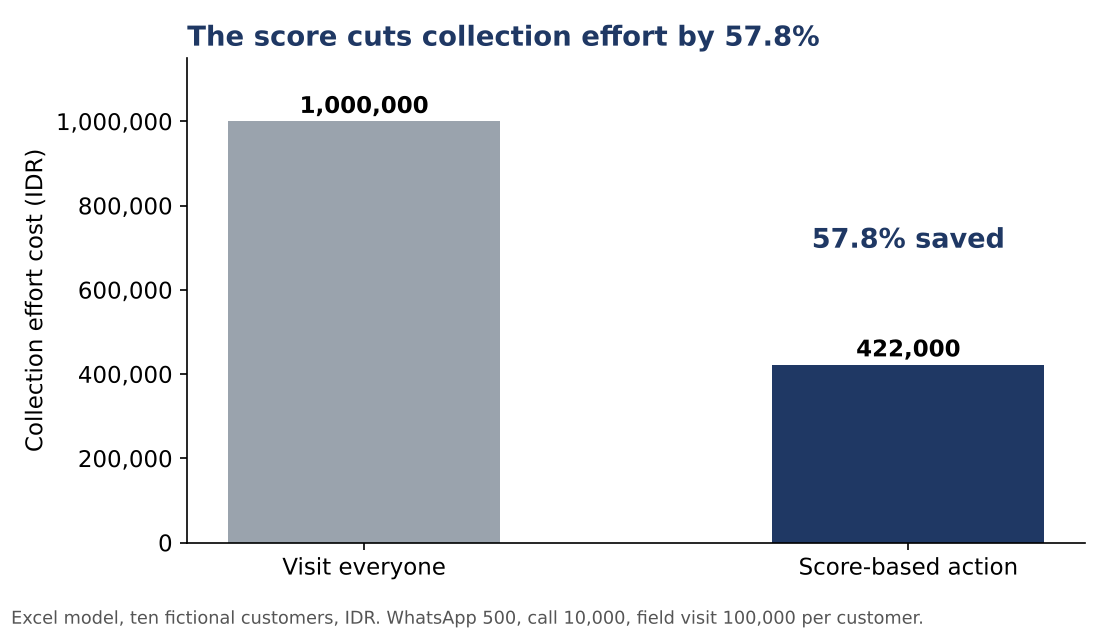 The score cuts collection effort by 57.8%
1,000,000
1,000,000
800,000
57.8% saved
600,000
422,000
400,000
200,000
0
Collection effort cost (IDR)
Visit everyone
Score-based action
Excel model, ten fictional customers, IDR. WhatsApp 500, call 10,000, field visit 100,000 per customer.